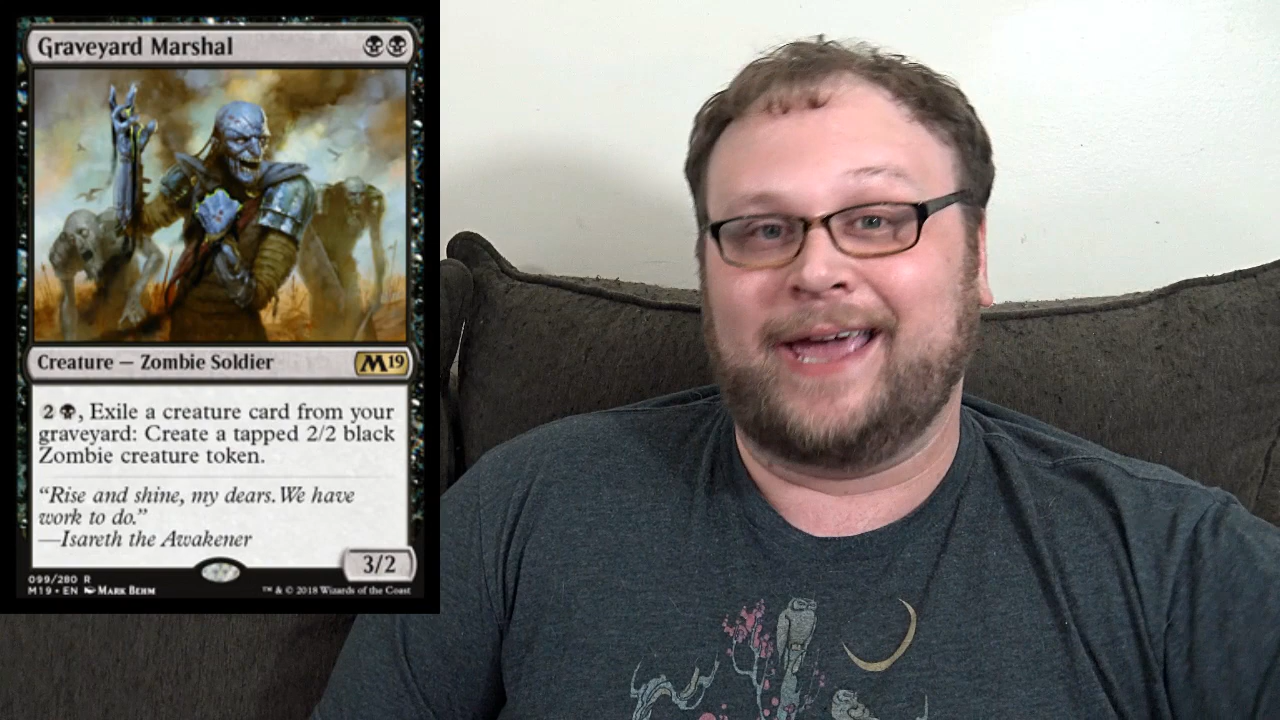 Graveyard Marshal
Creature — Zombie Soldier
M19
2 , Exile a creature card from your
graveyard: Create a tapped 2/2 black
Zombie creature token.
“Rise and shine, my dears. We have
work to do.”
—Isareth the Awakener
3/2
099/280 R
M19 • EN Mark Behm
™ & © 2018 Wizards of the Coast